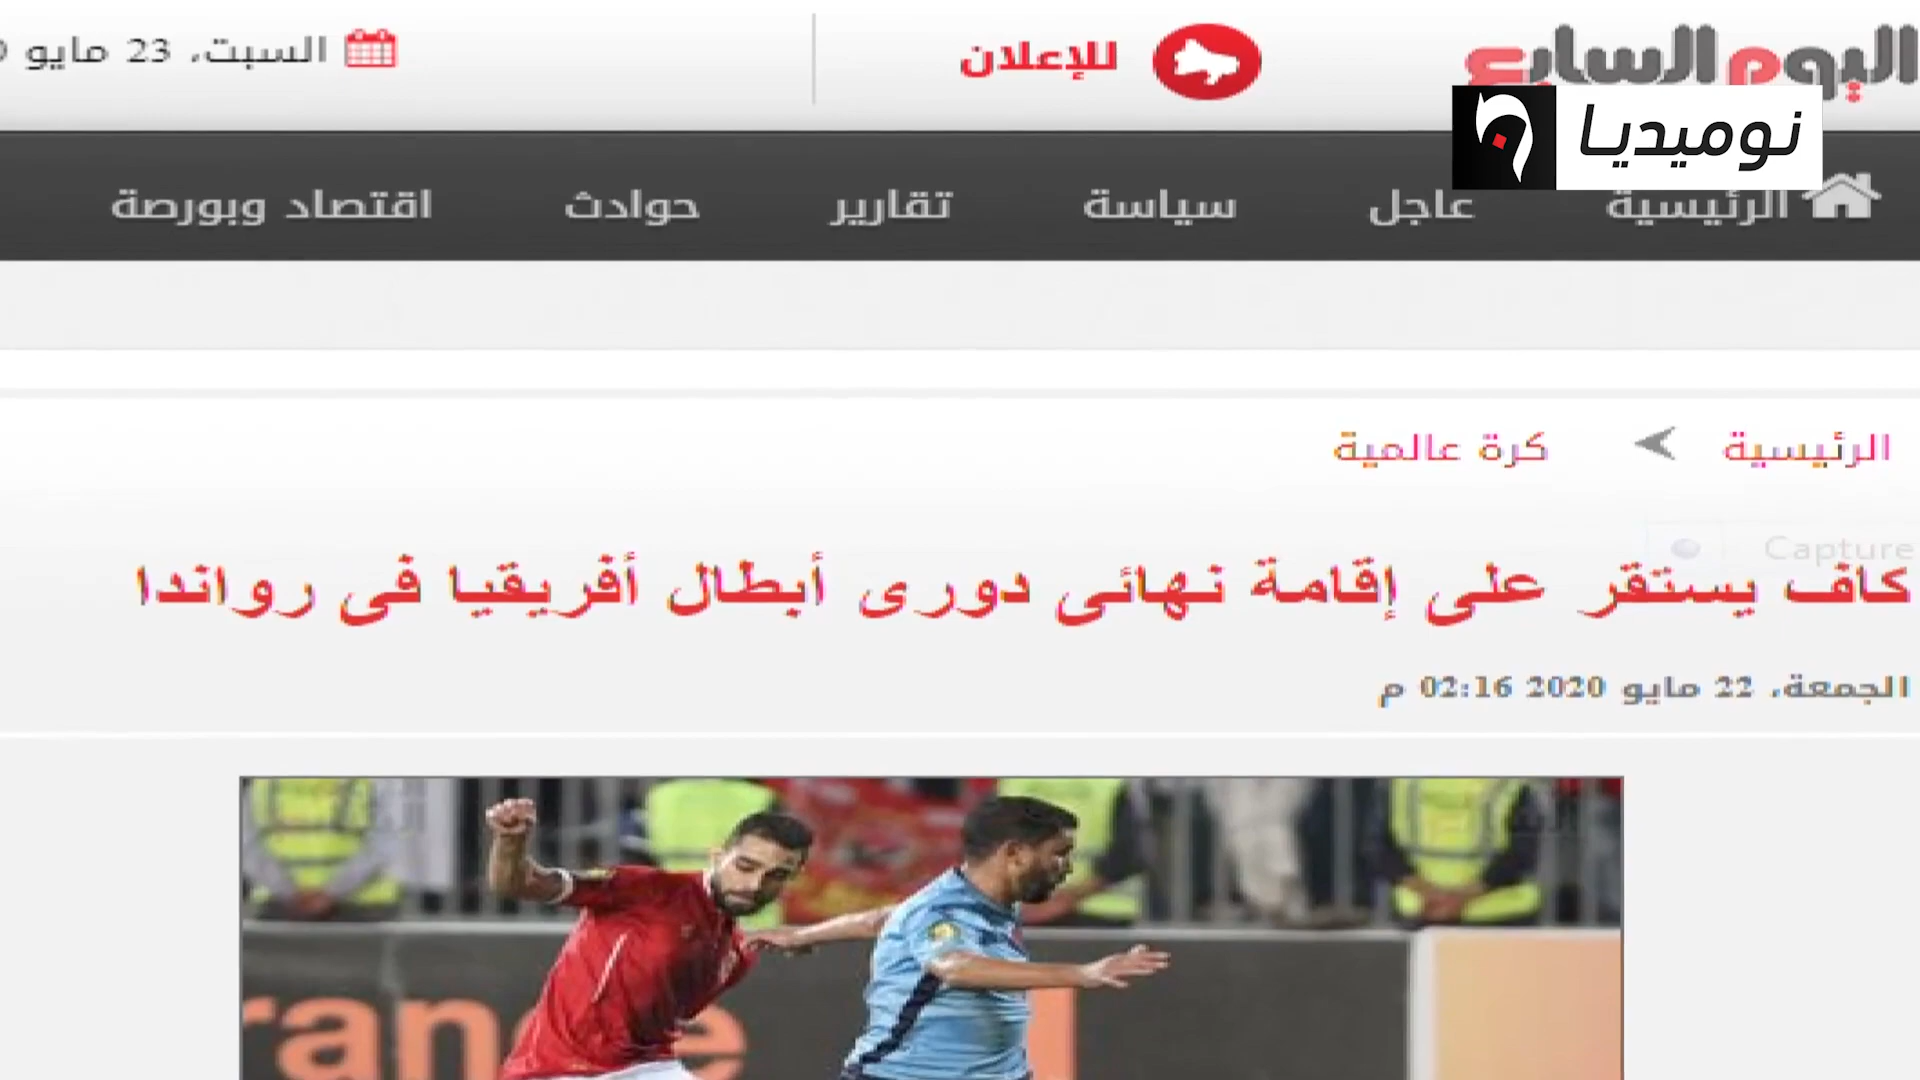 اليوم السابع
للإعلان
السبت، 23 مايو
نوميديا
الرئيسية عاجل سياسة تقارير حوادث اقتصاد وبورصة
الرئيسية كرة عالمية
Capture
كاف يستقر على إقامة نهائى دورى أبطال أفريقيا فى رواندا
الجمعة، 22 مايو 2020 02:16 م